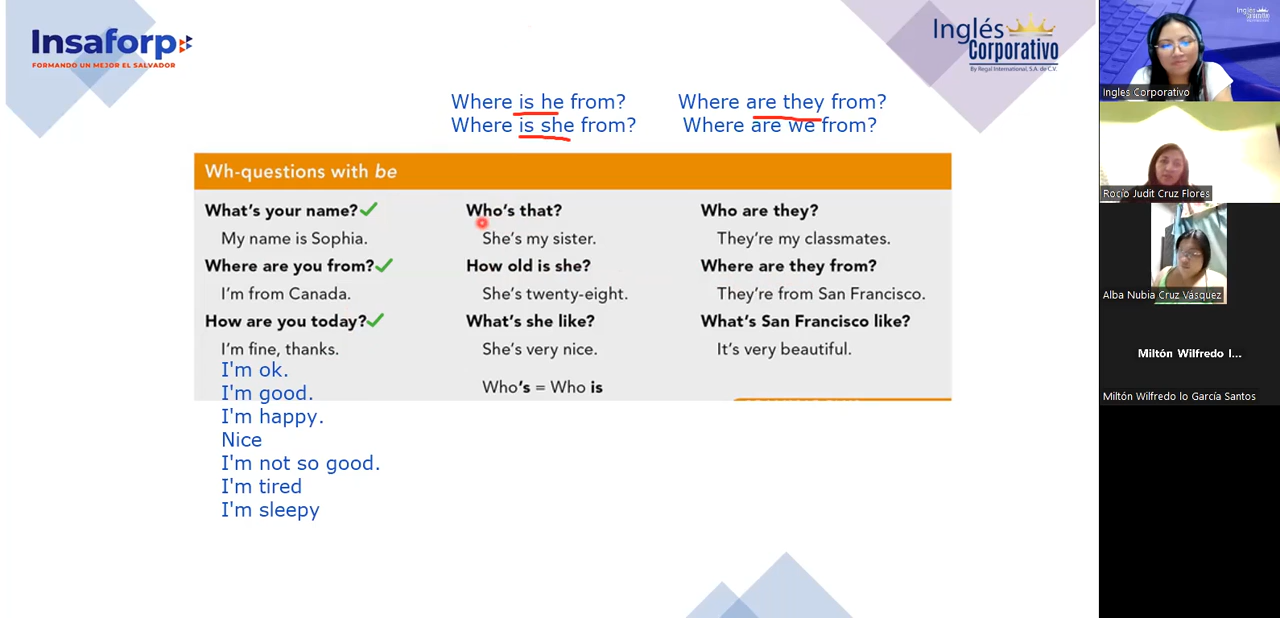 Insaforp
FORMANDO UN MEJOR EL SALVADOR
Inglés
Corporativo
By Regal International, S.A. de C.V.
Where is he from?
Where is she from?
Where are they from?
Where are we from?
Wh-questions with be
What's your name?
My name is Sophia.
Where are you from?
I'm from Canada.
How are you today?
I'm fine, thanks.
I'm ok.
I'm good.
I'm happy.
Nice
I'm not so good.
I'm tired
I'm sleepy
Who's that?
She's my sister.
How old is she?
She's twenty-eight.
What's she like?
She's very nice.
Who's = Who is
Who are they?
They're my classmates.
Where are they from?
They're from San Francisco.
What's San Francisco like?
It's very beautiful.
Inglés
Ingles Corporativo
Rocío Judit Cruz Flores
Alba Nubia Cruz Vásquez
Miltón Wilfredo l...
Miltón Wilfredo lo García Santos